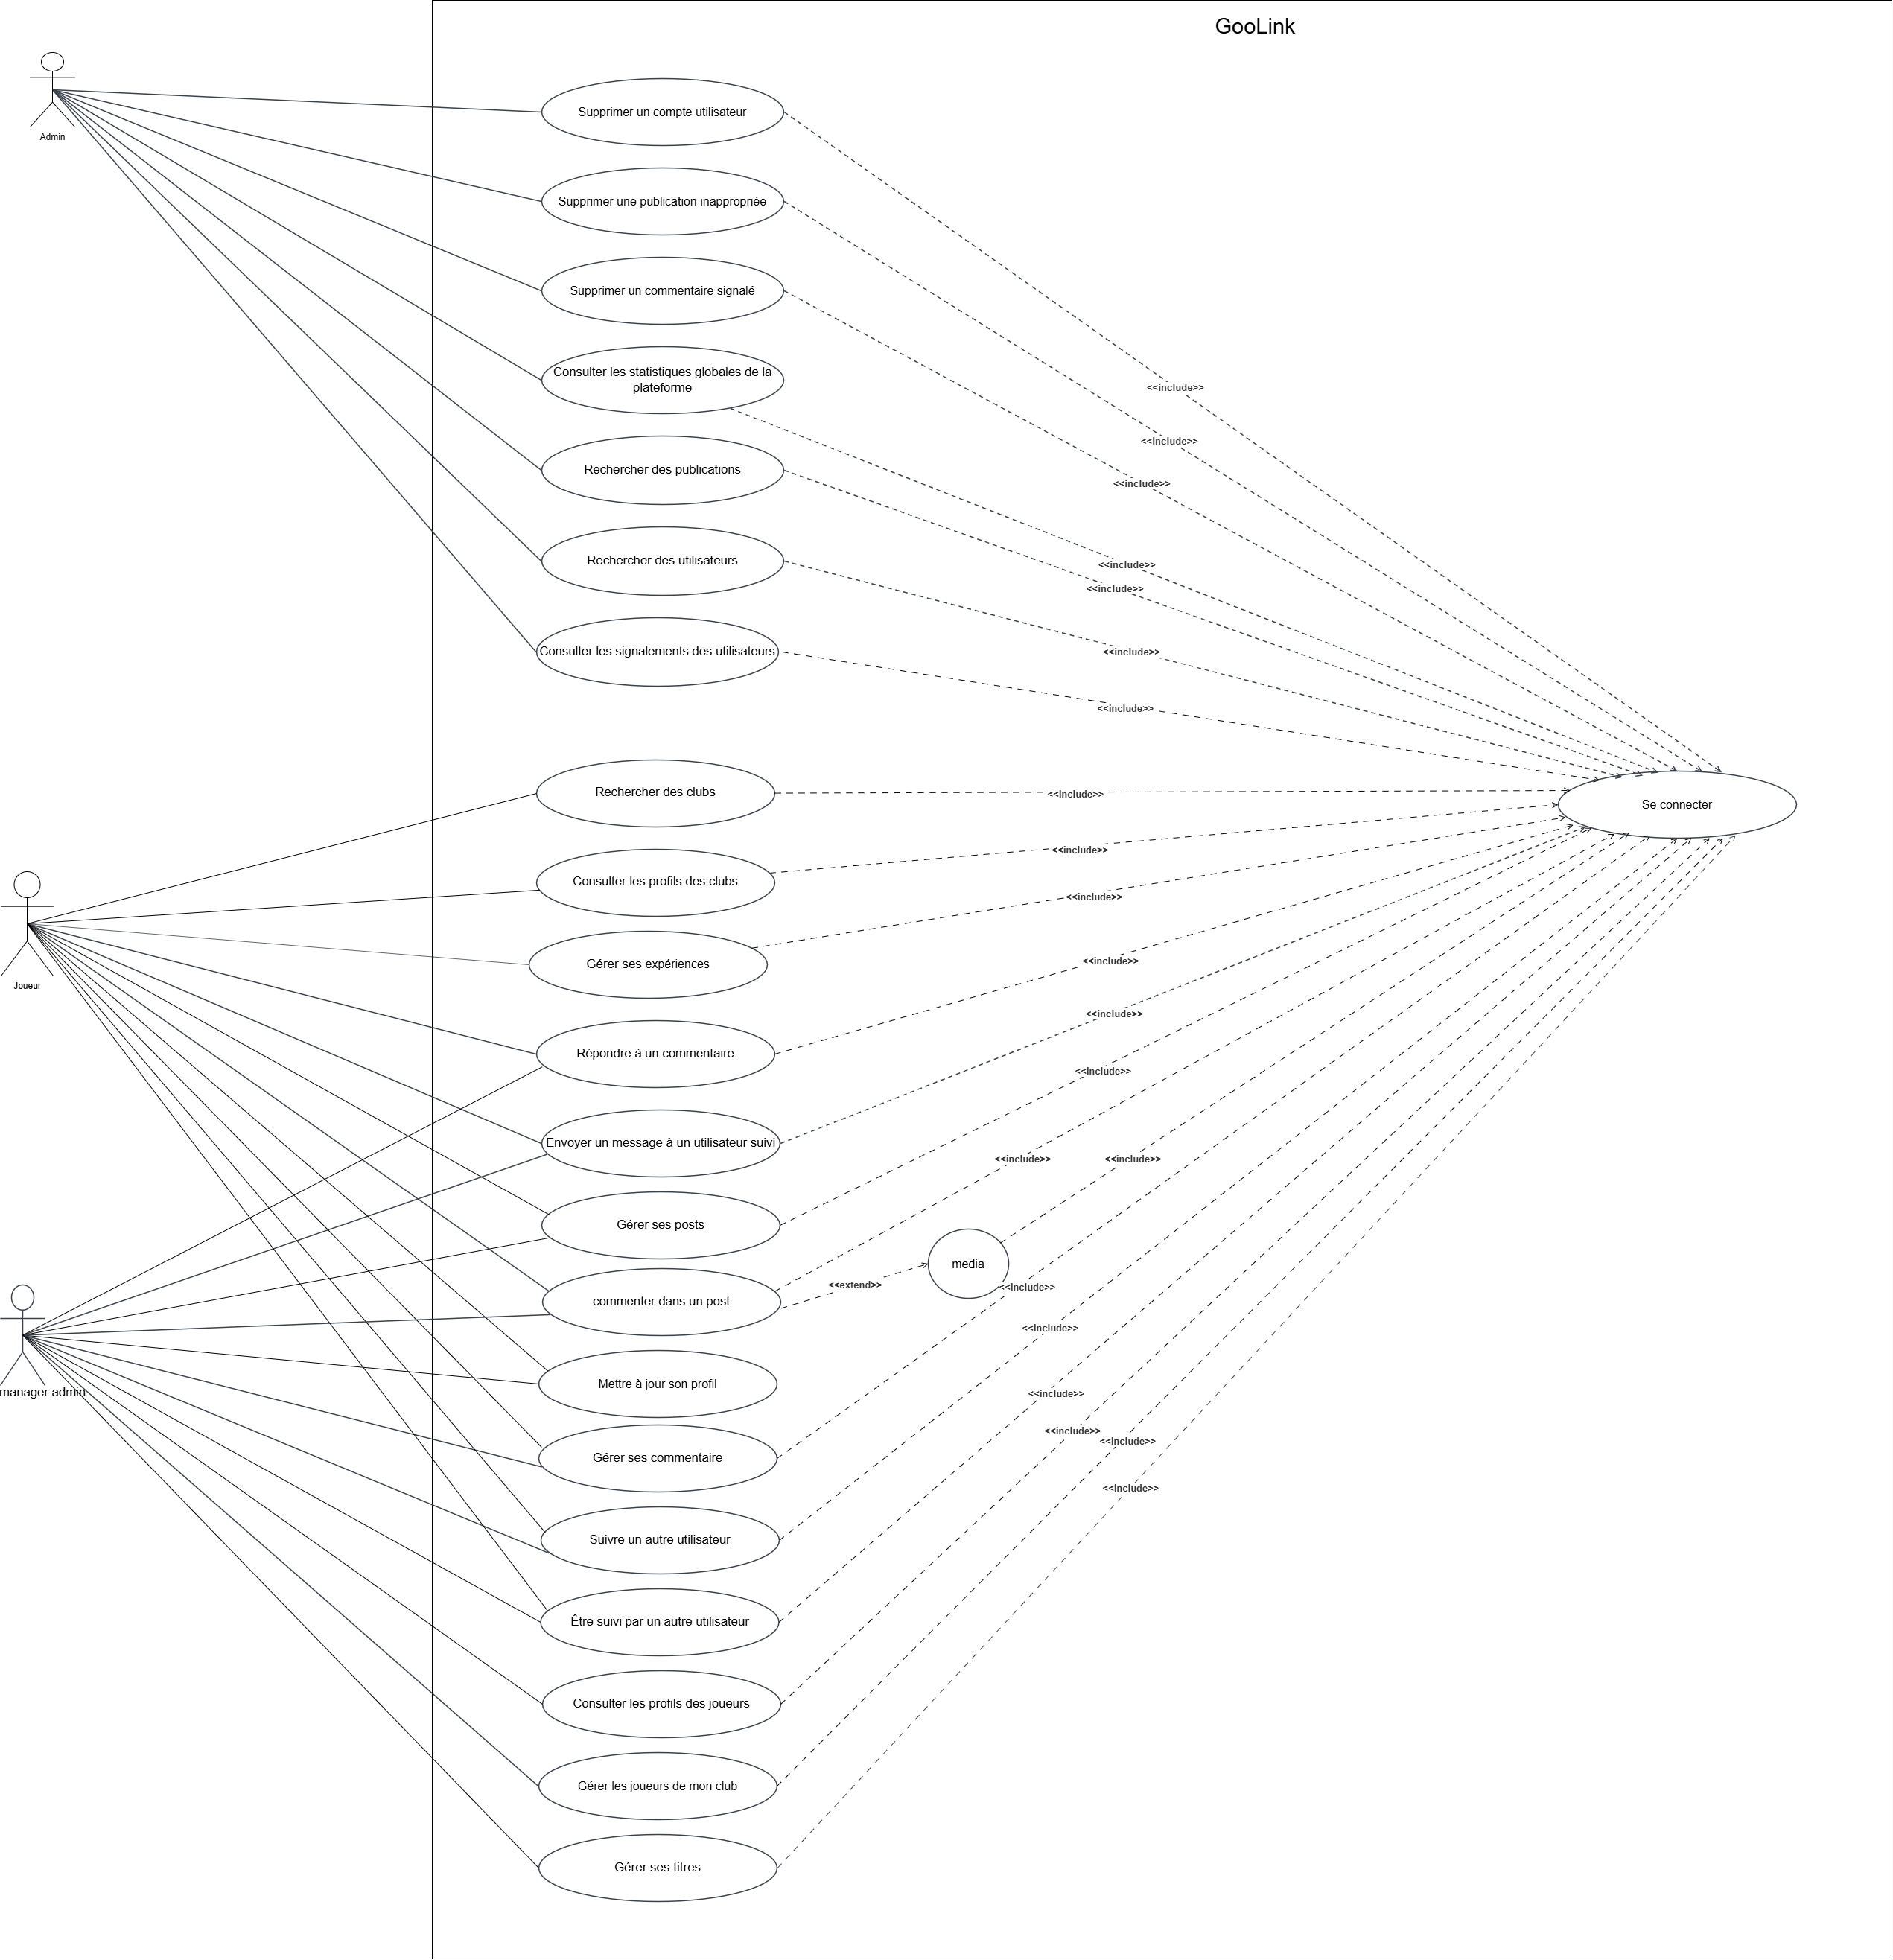 GooLink
Admin
Supprimer un compte utilisateur
Supprimer une publication inappropriée
Supprimer un commentaire signalé
Consulter les statistiques globales de la
plateforme
<<include>>
<<include>>
Rechercher des publications
<<include>>
Rechercher des utilisateurs
<<include>>
<<include>>
Consulter les signalements des utilisateurs
<<include>>
<<include>>
Rechercher des clubs
<<include>>
Se connecter
Consulter les profils des clubs
<<include>>
<<include>>
Gérer ses expériences
<<include>>
Joueur
<<include>>
Répondre à un commentaire
<<include>>
Envoyer un message à un utilisateur suivi
<<include>>
<<include>>
Gérer ses posts
media
<<extend>>
<<include>>
commenter dans un post
<<include>>
manager admin
Mettre à jour son profil
<<include>>
<<include>>
<<include>>
Gérer ses commentaire
<<include>>
Suivre un autre utilisateur
Être suivi par un autre utilisateur
Consulter les profils des joueurs
Gérer les joueurs de mon club
Gérer ses titres